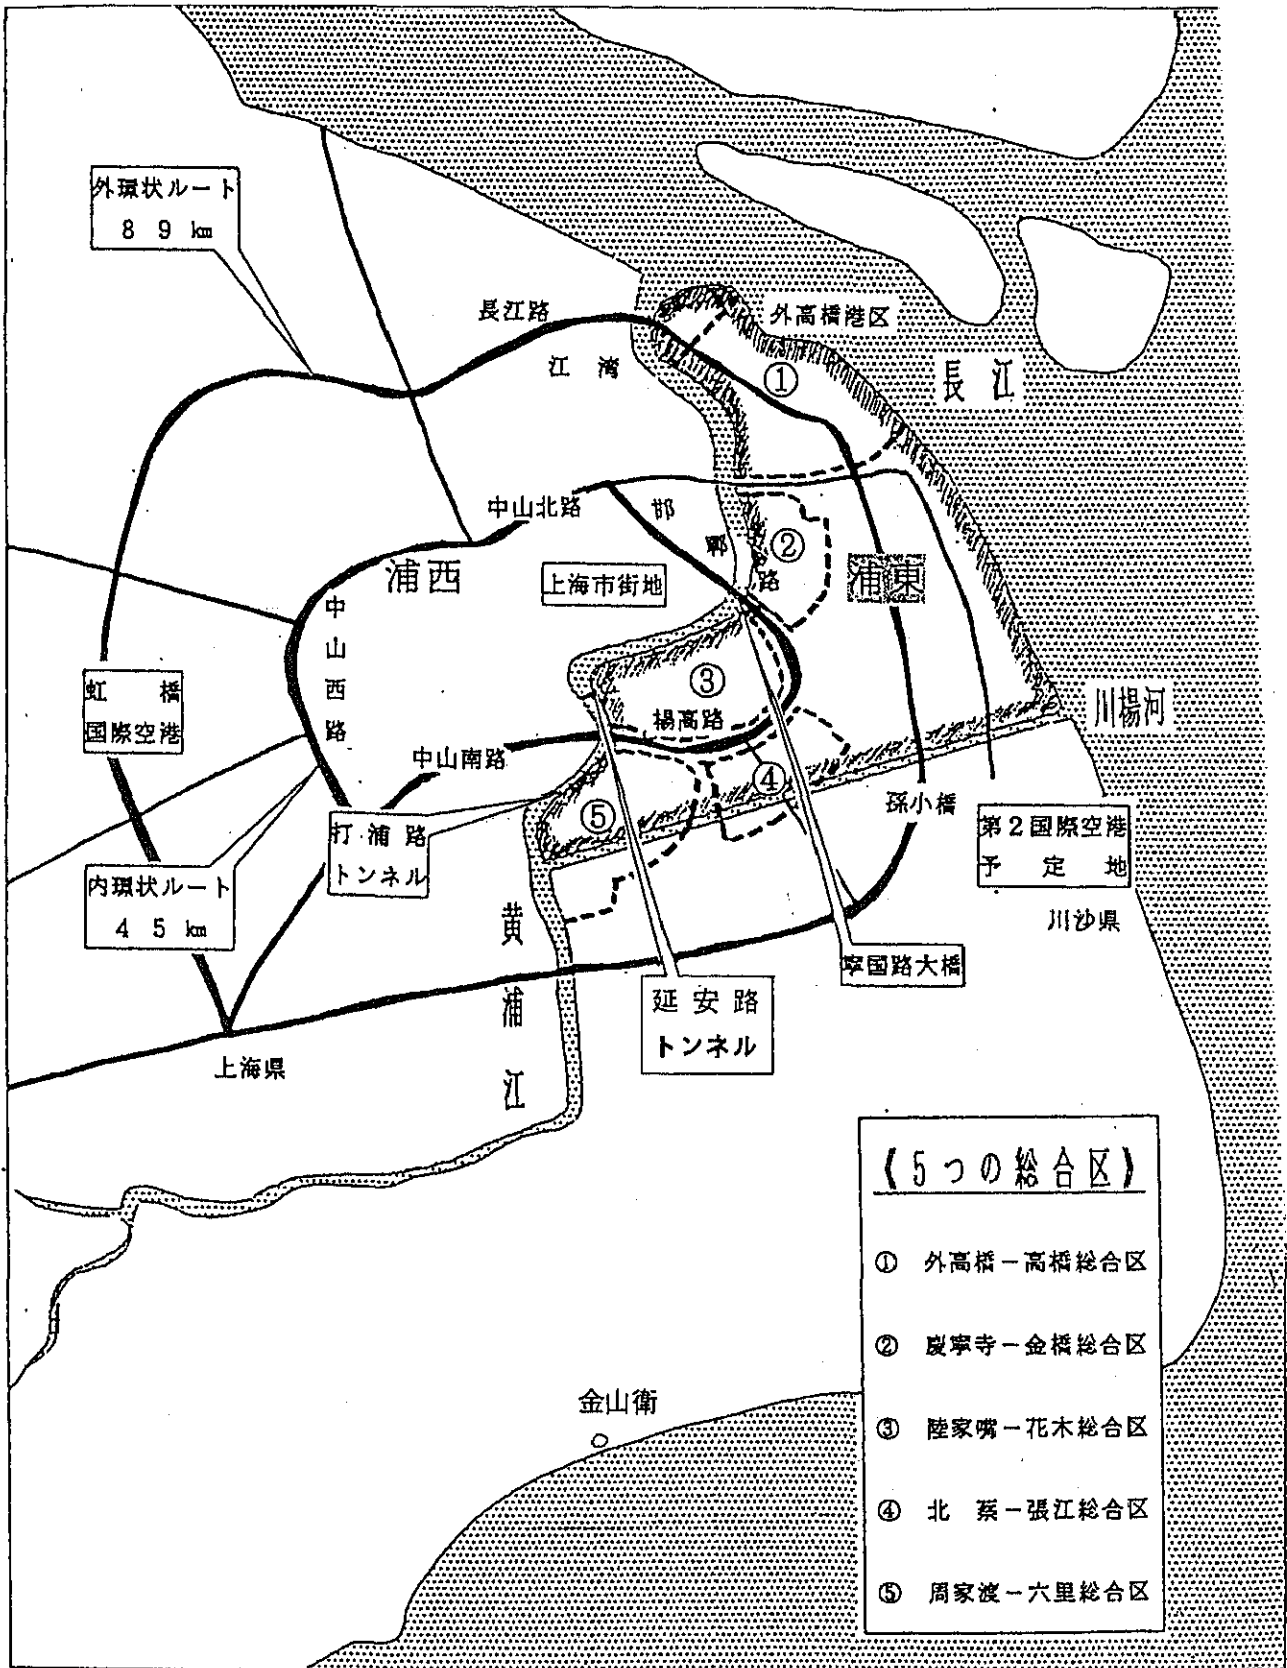 外環状ルート
89km
長江路
外高橋港区
江湾
①
長江
中山北路
邯鄲路
②
浦西
上海市街地
浦東
中山西路
③
虹橋
国際空港
楊高路
川楊河
中山南路
④
孫小橋
⑤
打浦路
トンネル
第2国際空港
予定地
内環状ルート
45km
川沙県
黄浦江
寧国路大橋
延安路
トンネル
上海県
《5つの総合区》
① 外高橋－高橋総合区
② 慶寧寺－金橋総合区
金山衛
③ 陸家嘴－花木総合区
④ 北蔡－張江総合区
⑤ 周家渡－六里総合区